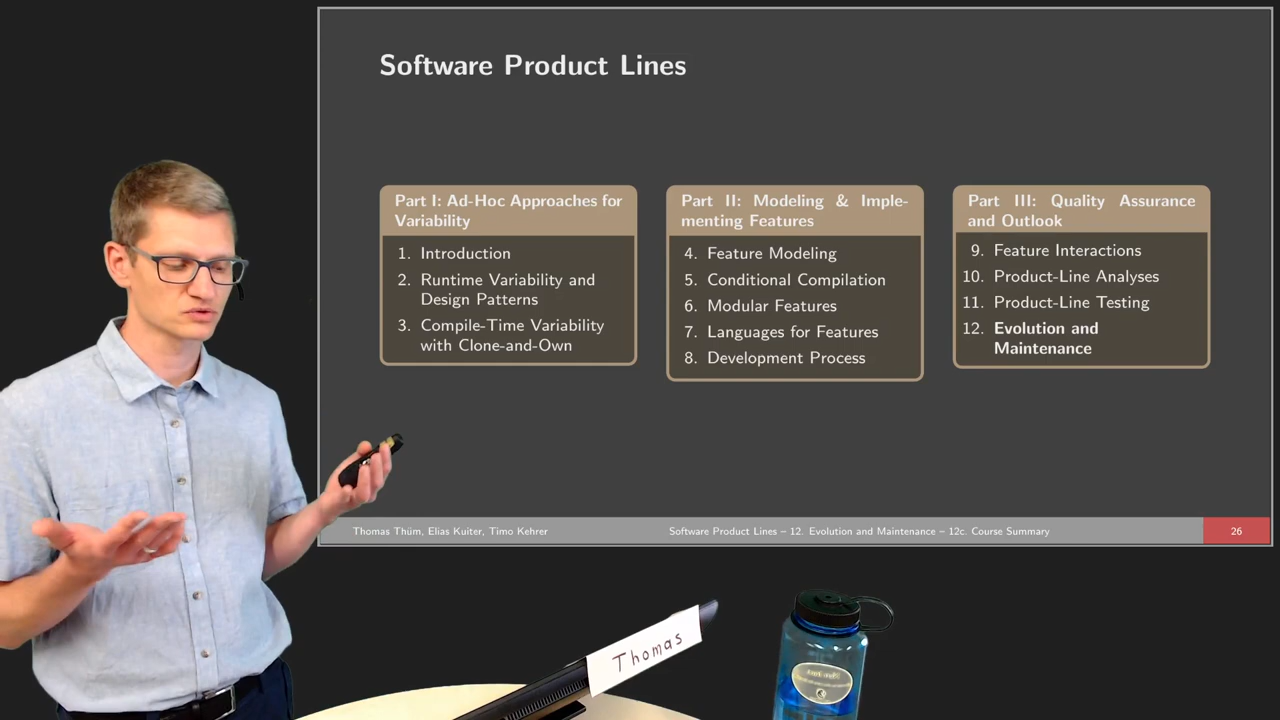 Software Product Lines
Part I: Ad-Hoc Approaches for
Variability
1. Introduction
2. Runtime Variability and
Design Patterns
3. Compile-Time Variability
with Clone-and-Own
Part II: Modeling & Imple-
menting Features
4. Feature Modeling
5. Conditional Compilation
6. Modular Features
7. Languages for Features
8. Development Process
Part III: Quality Assurance
and Outlook
9. Feature Interactions
10. Product-Line Analyses
11. Product-Line Testing
12. Evolution and
Maintenance
Thomas Thüm, Elias Kuiter, Timo Kehrer
Software Product Lines – 12. Evolution and Maintenance – 12c. Course Summary
26
Thomas